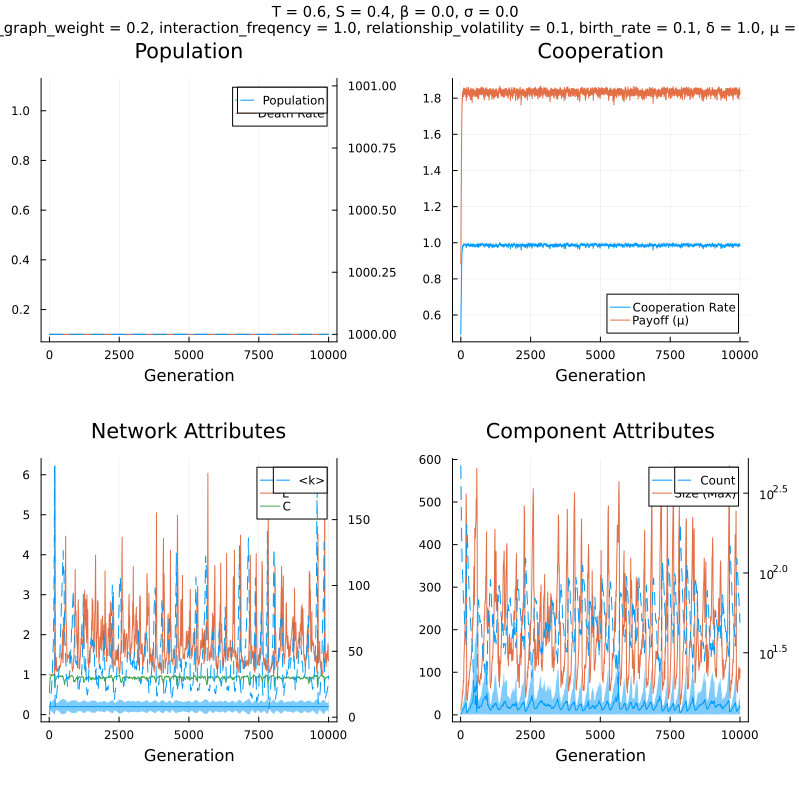 T = 0.6, S = 0.4, β = 0.0, σ = 0.0
_graph_weight = 0.2, interaction_freqency = 1.0, relationship_volatility = 0.1, birth_rate = 0.1, δ = 1.0, μ =
Population
1.0
0.8
0.6
0.4
0.2
1001.00
1000.75
1000.50
1000.25
1000.00
Population
Death Rate
0 2500 5000 7500 10000
Generation
Cooperation
1.8
1.6
1.4
1.2
1.0
0.8
0.6
Cooperation Rate
Payoff (μ)
0 2500 5000 7500 10000
Generation
Network Attributes
6
5
4
3
2
1
0
150
100
50
0
<k>
C
0 2500 5000 7500 10000
Generation
Component Attributes
600
500
400
300
200
100
0
10^2.5
10^2.0
10^1.5
Count
Size (Max)
0 2500 5000 7500 10000
Generation